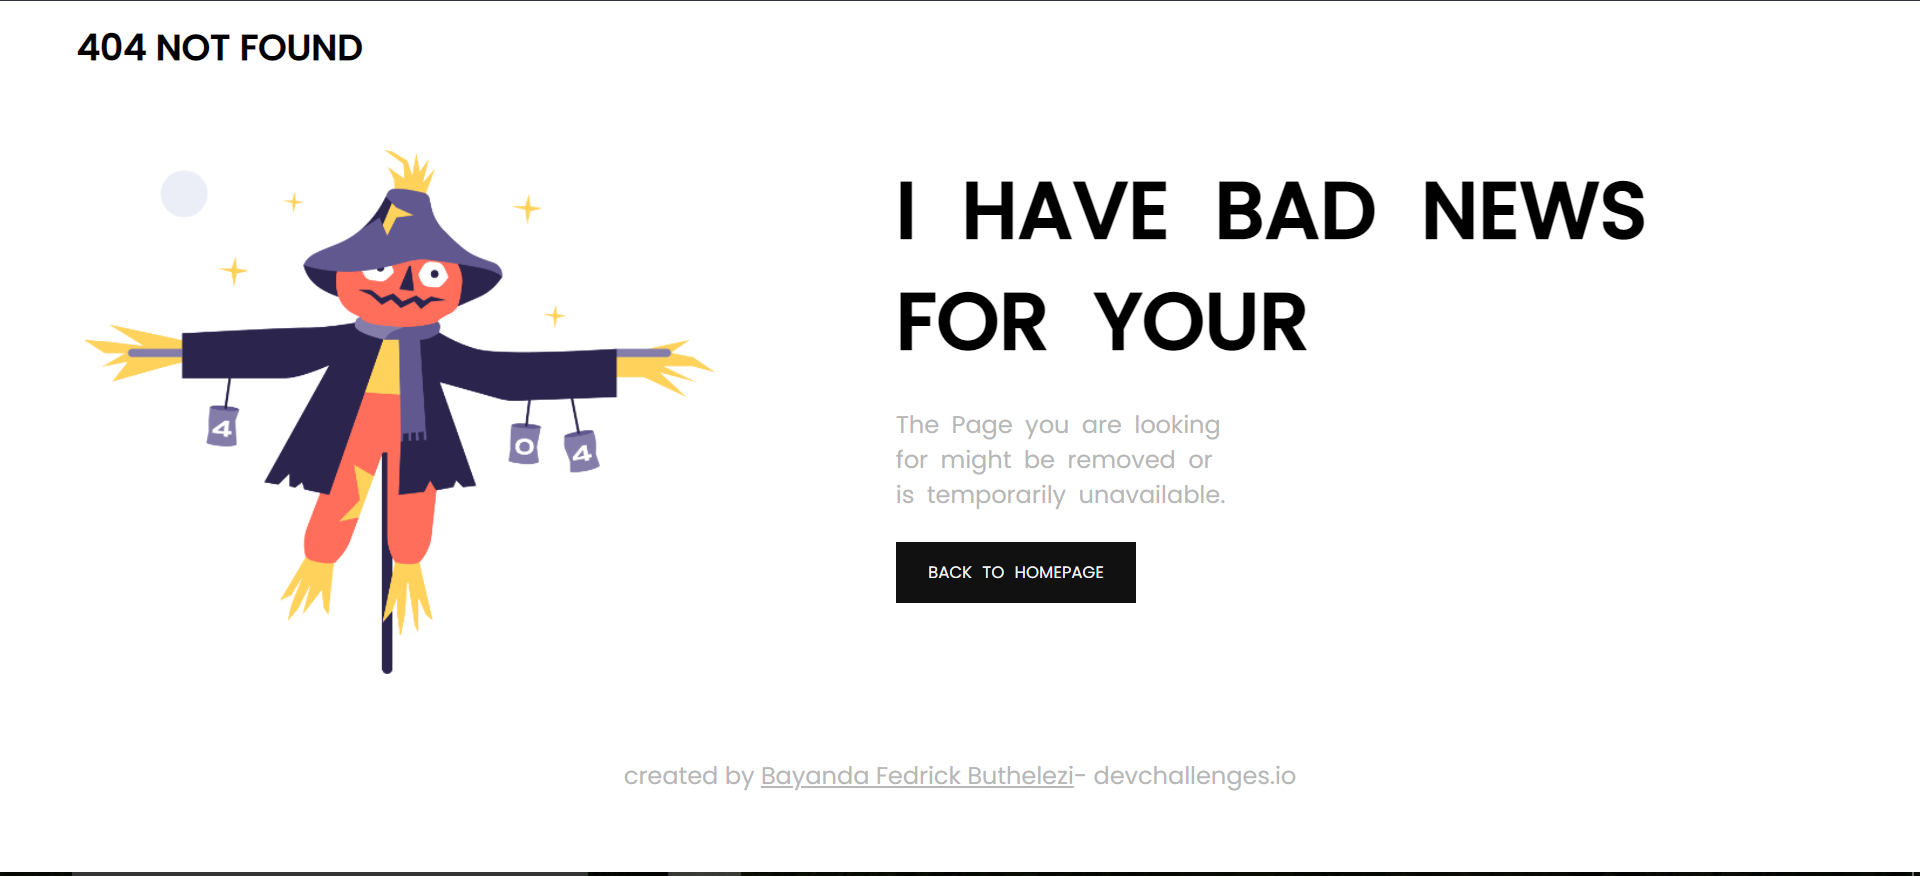 404 NOT FOUND
I HAVE BAD NEWS
FOR YOUR
4
0
4
The Page you are looking
for might be removed or
is temporarily unavailable.
BACK TO HOMEPAGE
created by Bayanda Fedrick Buthelezi- devchallenges.io